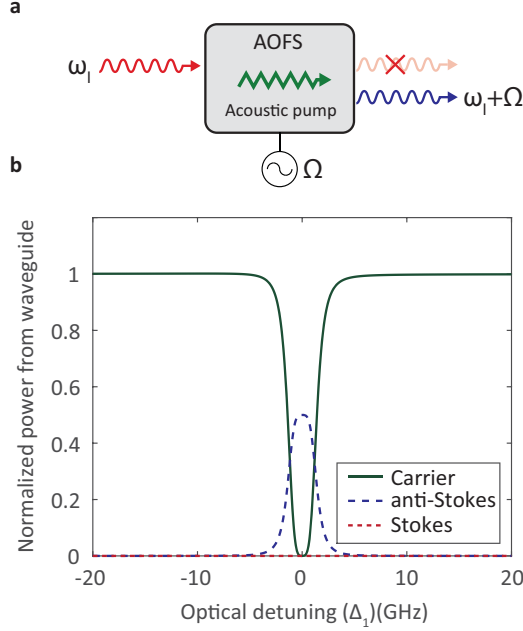 a
AOFS
ω_l
Acoustic pump
ω_l+Ω
Ω
b
Normalized power from waveguide
1
0.8
0.6
0.4
0.2
0
Carrier
anti-Stokes
Stokes
-20 -10 0 10 20
Optical detuning (Δ_1)(GHz)